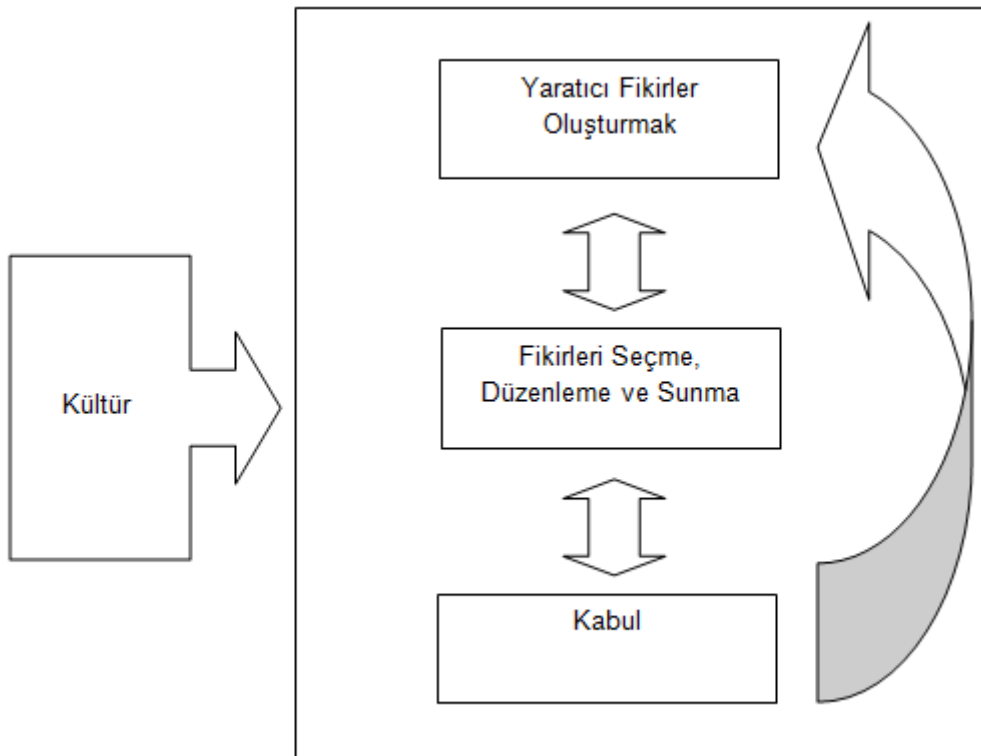 Yaratıcı Fikirler
Oluşturmak
Kültür
Fikirleri Seçme,
Düzenleme ve Sunma
Kabul